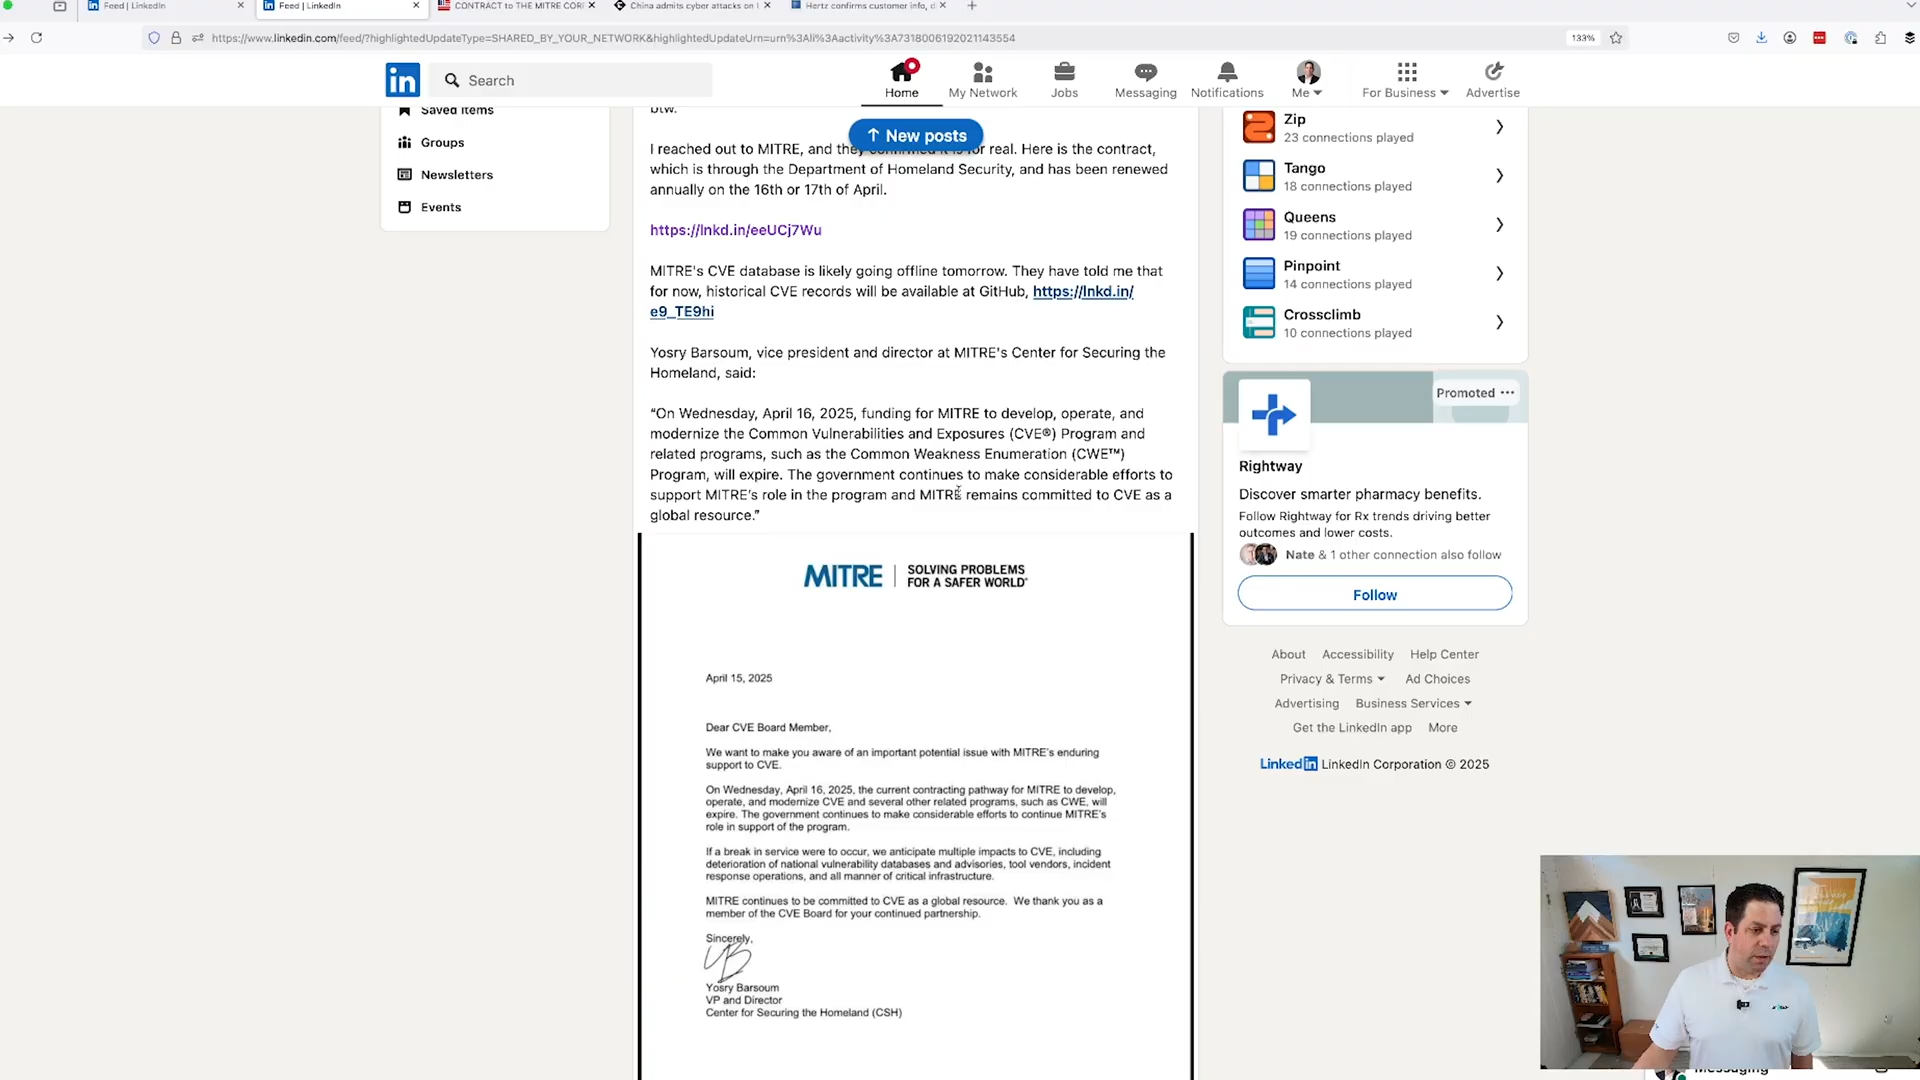 Feed | LinkedIn
Feed | LinkedIn
CONTRACT to THE MITRE COR
China admits cyber attacks on
Hertz confirms customer info, d
https://www.linkedin.com/feed/?highlightedUpdateType=SHARED_BY_YOUR_NETWORK&highlightedUpdateUrn=urn%3Ali%3Aactivity%3A7318006192021143554
133%
in
Search
Home
My Network
Jobs
Messaging
Notifications
Me
For Business
Advertise
Saved items
Groups
Newsletters
Events
btw.
↑ New posts
I reached out to MITRE, and they confirmed it is for real. Here is the contract,
which is through the Department of Homeland Security, and has been renewed
annually on the 16th or 17th of April.
https://lnkd.in/eeUCj7Wu
MITRE's CVE database is likely going offline tomorrow. They have told me that
for now, historical CVE records will be available at GitHub, https://lnkd.in/
e9_TE9hi
Yosry Barsoum, vice president and director at MITRE's Center for Securing the
Homeland, said:
“On Wednesday, April 16, 2025, funding for MITRE to develop, operate, and
modernize the Common Vulnerabilities and Exposures (CVE®) Program and
related programs, such as the Common Weakness Enumeration (CWE™)
Program, will expire. The government continues to make considerable efforts to
support MITRE’s role in the program and MITRE remains committed to CVE as a
global resource.”
MITRE | SOLVING PROBLEMS
FOR A SAFER WORLD®
April 15, 2025
Dear CVE Board Member,
We want to make you aware of an important potential issue with MITRE's enduring
support to CVE.
On Wednesday, April 16, 2025, the current contracting pathway for MITRE to develop,
operate, and modernize CVE and several other related programs, such as CWE, will
expire. The government continues to make considerable efforts to continue MITRE's
role in support of the program.
If a break in service were to occur, we anticipate multiple impacts to CVE, including
deterioration of national vulnerability databases and advisories, tool vendors, incident
response operations, and all manner of critical infrastructure.
MITRE continues to be committed to CVE as a global resource. We thank you as a
member of the CVE Board for your continued partnership.
Sincerely,
Yosry Barsoum
VP and Director
Center for Securing the Homeland (CSH)
Zip
23 connections played
Tango
18 connections played
Queens
19 connections played
Pinpoint
14 connections played
Crossclimb
10 connections played
Promoted
Rightway
Discover smarter pharmacy benefits.
Follow Rightway for Rx trends driving better
outcomes and lower costs.
Nate & 1 other connection also follow
Follow
About Accessibility Help Center
Privacy & Terms Ad Choices
Advertising Business Services
Get the LinkedIn app More
LinkedIn LinkedIn Corporation © 2025
Messaging